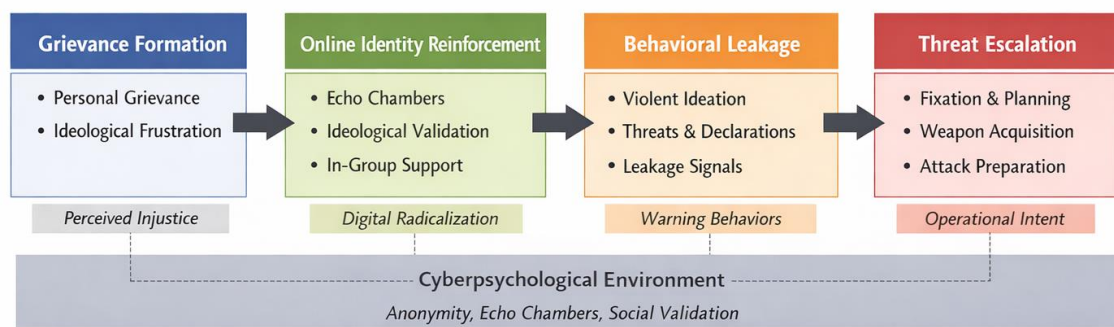 Grievance Formation
• Personal Grievance
• Ideological Frustration
Perceived Injustice
Online Identity Reinforcement
• Echo Chambers
• Ideological Validation
• In-Group Support
Digital Radicalization
Behavioral Leakage
• Violent Ideation
• Threats & Declarations
• Leakage Signals
Warning Behaviors
Threat Escalation
• Fixation & Planning
• Weapon Acquisition
• Attack Preparation
Operational Intent
Cyberpsychological Environment
Anonymity, Echo Chambers, Social Validation